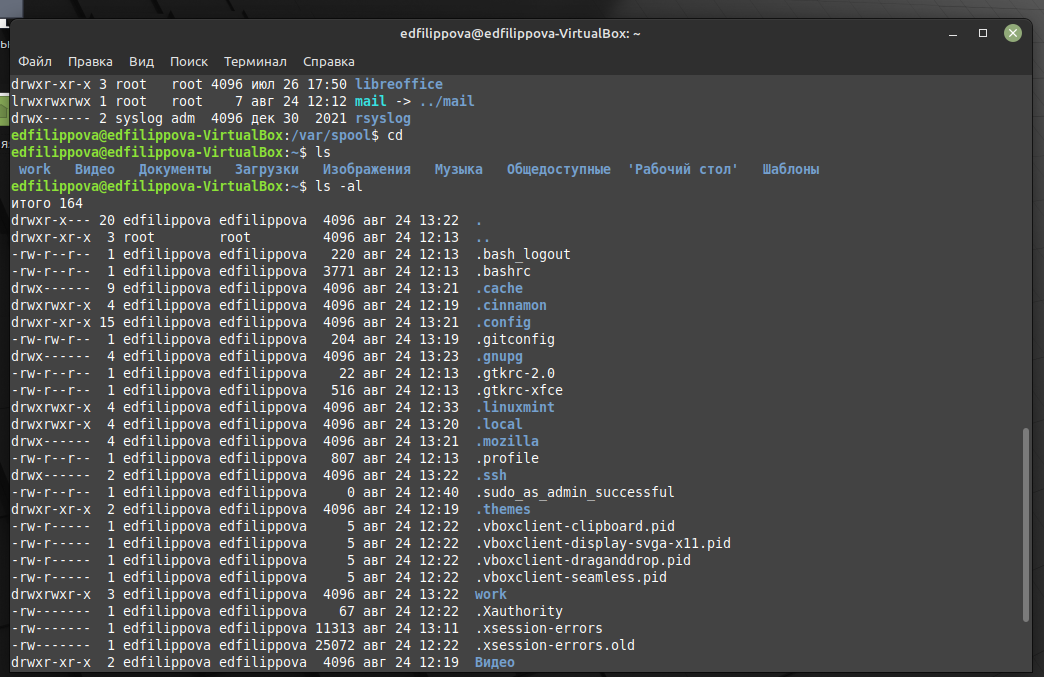 edfilippova@edfilippova-VirtualBox: ~
Файл Правка Вид Поиск Терминал Справка
drwxr-xr-x 3 root   root 4096 июл 26 17:50 libreoffice
lrwxrwxrwx 1 root   root    7 авг 24 12:12 mail -> ../mail
drwx------ 2 syslog adm  4096 дек 30  2021 rsyslog
edfilippova@edfilippova-VirtualBox:/var/spool$ cd
edfilippova@edfilippova-VirtualBox:~$ ls
work   Видео   Документы   Загрузки   Изображения   Музыка   Общедоступные  'Рабочий стол'   Шаблоны
edfilippova@edfilippova-VirtualBox:~$ ls -al
итого 164
drwxr-x--- 20 edfilippova edfilippova  4096 авг 24 13:22  .
drwxr-xr-x  3 root        root         4096 авг 24 12:13  ..
-rw-r--r--  1 edfilippova edfilippova   220 авг 24 12:13  .bash_logout
-rw-r--r--  1 edfilippova edfilippova  3771 авг 24 12:13  .bashrc
drwx------  9 edfilippova edfilippova  4096 авг 24 13:21  .cache
drwxrwxr-x  4 edfilippova edfilippova  4096 авг 24 12:19  .cinnamon
drwxr-xr-x 15 edfilippova edfilippova  4096 авг 24 13:21  .config
-rw-rw-r--  1 edfilippova edfilippova   204 авг 24 13:19  .gitconfig
drwx------  4 edfilippova edfilippova  4096 авг 24 13:23  .gnupg
-rw-r--r--  1 edfilippova edfilippova    22 авг 24 12:13  .gtkrc-2.0
-rw-r--r--  1 edfilippova edfilippova   516 авг 24 12:13  .gtkrc-xfce
drwxrwxr-x  4 edfilippova edfilippova  4096 авг 24 12:33  .linuxmint
drwxrwxr-x  4 edfilippova edfilippova  4096 авг 24 13:20  .local
drwx------  4 edfilippova edfilippova  4096 авг 24 13:21  .mozilla
-rw-r--r--  1 edfilippova edfilippova   807 авг 24 12:13  .profile
drwx------  2 edfilippova edfilippova  4096 авг 24 13:22  .ssh
-rw-r--r--  1 edfilippova edfilippova     0 авг 24 12:40  .sudo_as_admin_successful
drwxr-xr-x  2 edfilippova edfilippova  4096 авг 24 12:19  .themes
-rw-r-----  1 edfilippova edfilippova     5 авг 24 12:22  .vboxclient-clipboard.pid
-rw-r-----  1 edfilippova edfilippova     5 авг 24 12:22  .vboxclient-display-svga-x11.pid
-rw-r-----  1 edfilippova edfilippova     5 авг 24 12:22  .vboxclient-draganddrop.pid
-rw-r-----  1 edfilippova edfilippova     5 авг 24 12:22  .vboxclient-seamless.pid
drwxrwxr-x  3 edfilippova edfilippova  4096 авг 24 13:22  work
-rw-------  1 edfilippova edfilippova    67 авг 24 12:22  .Xauthority
-rw-------  1 edfilippova edfilippova 11313 авг 24 13:11  .xsession-errors
-rw-------  1 edfilippova edfilippova 25072 авг 24 12:22  .xsession-errors.old
drwxr-xr-x  2 edfilippova edfilippova  4096 авг 24 12:19  Видео